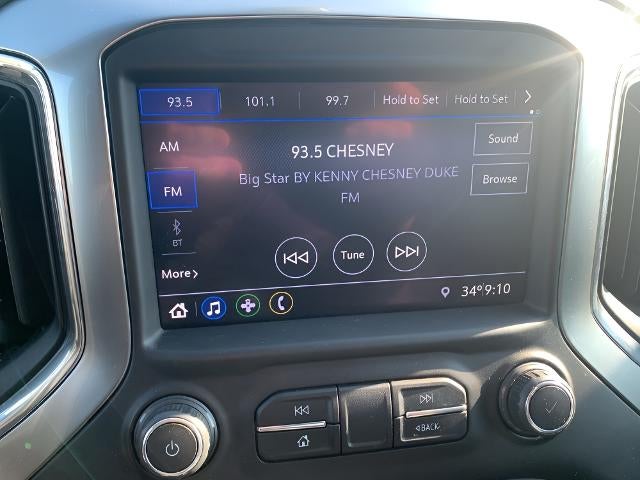 93.5 101.1 99.7 Hold to Set Hold to Set
AM
93.5 CHESNEY
Sound
FM
Big Star BY KENNY CHESNEY DUKE
FM
Browse
BT
Tune
More
34° 9:10
BACK